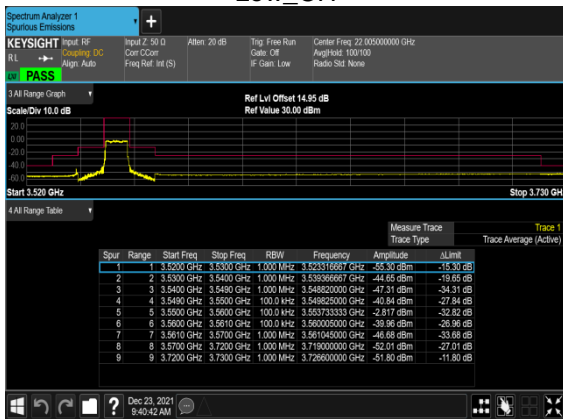 Spectrum Analyzer 1
Spurious Emissions
KEYSIGHT Input: RF Input Z: 50 Ω Atten: 20 dB Trig: Free Run Center Freq: 22.005000000 GHz
RL Coupling: DC Corr CCorr Gate: Off Avg|Hold: 100/100
Align: Auto Freq Ref: Int (S) IF Gain: Low Radio Std: None
PASS
3 All Range Graph Ref Lvl Offset 14.95 dB
Scale/Div 10.0 dB Ref Value 30.00 dBm
20.0
0.00
-20.0
-40.0
-60.0
Start 3.520 GHz Stop 3.730 GH
4 All Range Table
Measure Trace Trace 1
Trace Type Trace Average (Active)
Spur Range Start Freq Stop Freq RBW Frequency Amplitude ΔLimit
1 1 3.5200 GHz 3.5300 GHz 1.000 MHz 3.523316667 GHz -55.30 dBm -15.30 dB
2 2 3.5300 GHz 3.5400 GHz 1.000 MHz 3.539366667 GHz -59.65 dBm -19.65 dB
3 3 3.5400 GHz 3.5490 GHz 1.000 MHz 3.548820000 GHz -47.31 dBm -34.31 dB
4 4 3.5490 GHz 3.5500 GHz 100.0 kHz 3.549825000 GHz -40.84 dBm -27.84 dB
5 5 3.5500 GHz 3.5600 GHz 100.0 kHz 3.553733333 GHz -2.817 dBm -32.82 dB
6 6 3.5600 GHz 3.5610 GHz 100.0 kHz 3.560005000 GHz -39.96 dBm -26.96 dB
7 7 3.5610 GHz 3.5700 GHz 1.000 MHz 3.561045000 GHz -46.68 dBm -33.68 dB
8 8 3.5700 GHz 3.7200 GHz 1.000 MHz 3.719000000 GHz -52.01 dBm -27.01 dB
9 9 3.7200 GHz 3.7300 GHz 1.000 MHz 3.726600000 GHz -51.80 dBm -11.80 dB
Dec 23, 2021
9:40:42 AM